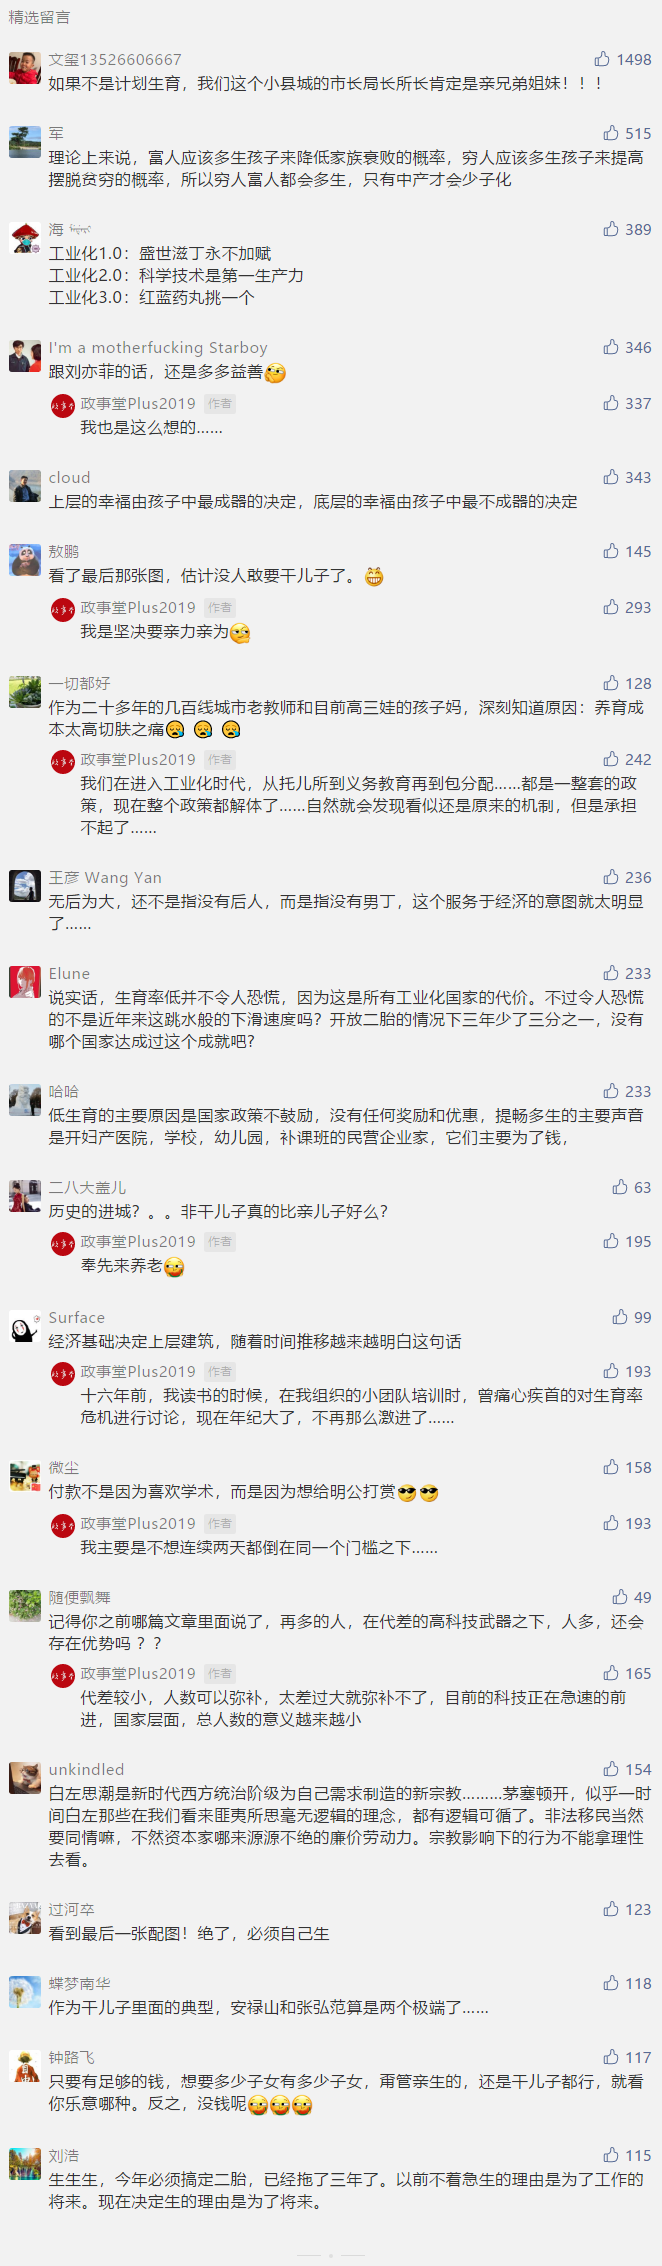 精选留言
文玺13526606667
1498
如果不是计划生育，我们这个小县城的市长局长所长肯定是亲兄弟姐妹！！！
军
515
理论上来说，富人应该多生孩子来降低家族衰败的概率，穷人应该多生孩子来提高
摆脱贫穷的概率，所以穷人富人都会多生，只有中产才会少子化
海
389
工业化1.0：盛世滋丁永不加赋
工业化2.0：科学技术是第一生产力
工业化3.0：红蓝药丸挑一个
I'm a motherfucking Starboy
346
跟刘亦菲的话，还是多多益善🤔
政事堂Plus2019 作者
337
我也是这么想的……
cloud
343
上层的幸福由孩子中最成器的决定，底层的幸福由孩子中最不成器的决定
敖鹏
145
看了最后那张图，估计没人敢要干儿子了。😁
政事堂Plus2019 作者
293
我是坚决要亲力亲为🤔
一切都好
128
作为二十多年的几百线城市老教师和目前高三娃的孩子妈，深刻知道原因：养育成
本太高切肤之痛😪 😪 😪
政事堂Plus2019 作者
242
我们在进入工业化时代，从托儿所到义务教育再到包分配……都是一整套的政
策，现在整个政策都解体了……自然就会发现看似还是原来的机制，但是承担
不起了……
王彦 Wang Yan
236
无后为大，还不是指没有后人，而是指没有男丁，这个服务于经济的意图就太明显
了……
Elune
233
说实话，生育率低并不令人恐慌，因为这是所有工业化国家的代价。不过令人恐慌
的不是近年来这跳水般的下滑速度吗？开放二胎的情况下三年少了三分之一，没有
哪个国家达成过这个成就吧？
哈哈
233
低生育的主要原因是国家政策不鼓励，没有任何奖励和优惠，提畅多生的主要声音
是开妇产医院，学校，幼儿园，补课班的民营企业家，它们主要为了钱，
二八大盖儿
63
历史的进城？。。非干儿子真的比亲儿子好么？
政事堂Plus2019 作者
195
奉先来养老
Surface
99
经济基础决定上层建筑，随着时间推移越来越明白这句话
政事堂Plus2019 作者
193
十六年前，我读书的时候，在我组织的小团队培训时，曾痛心疾首的对生育率
危机进行讨论，现在年纪大了，不再那么激进了……
微尘
158
付款不是因为喜欢学术，而是因为想给明公打赏😎😎
政事堂Plus2019 作者
193
我主要是不想连续两天都倒在同一个门槛之下……
随便飘舞
49
记得你之前哪篇文章里面说了，再多的人，在代差的高科技武器之下，人多，还会
存在优势吗？？
政事堂Plus2019 作者
165
代差较小，人数可以弥补，太差过大就弥补不了，目前的科技正在急速的前
进，国家层面，总人数的意义越来越小
unkindled
154
白左思潮是新时代西方统治阶级为自己需求制造的新宗教………茅塞顿开，似乎一时
间白左那些在我们看来匪夷所思毫无逻辑的理念，都有逻辑可循了。非法移民当然
要同情嘛，不然资本家哪来源源不绝的廉价劳动力。宗教影响下的行为不能拿理性
去看。
过河卒
123
看到最后一张配图！绝了，必须自己生
蝶梦南华
118
作为干儿子里面的典型，安禄山和张弘范算是两个极端了……
钟路飞
117
只要有足够的钱，想要多少子女有多少子女，甭管亲生的，还是干儿子都行，就看
你乐意哪种。反之，没钱呢
刘浩
115
生生生，今年必须搞定二胎，已经拖了三年了。以前不着急生的理由是为了工作的
将来。现在决定生的理由是为了将来。